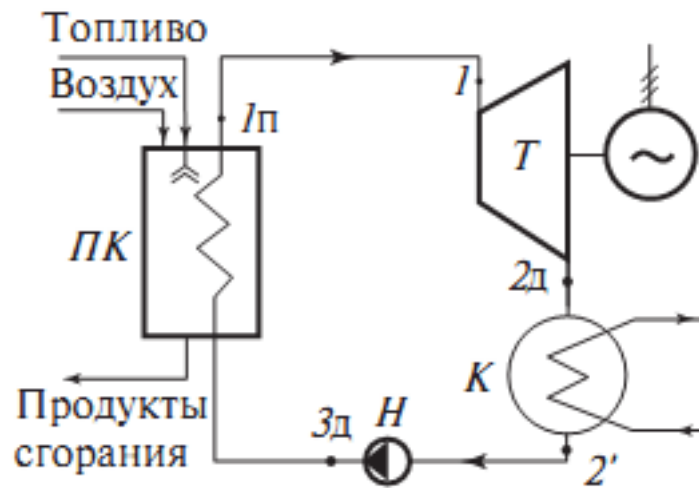 Топливо
Воздух
1п
1
T
ПК
2д
К
Продукты
сгорания
3д
Н
2'